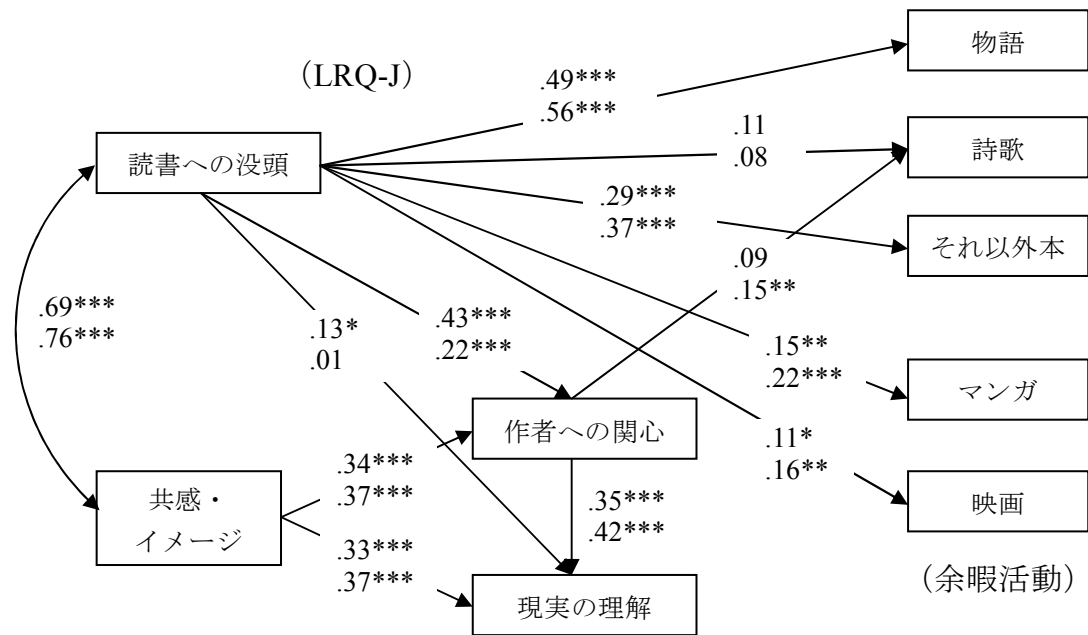 物語
（LRQ-J）
.49***
.56***
読書への没頭
.11
.08
詩歌
.29***
.37***
それ以外本
.09
.15**
.69***
.76***
.13*
.01
.43***
.22***
.15**
.22***
マンガ
作者への関心
.11*
.16**
.34***
.37***
共感・
イメージ
.35***
.42***
映画
.33***
.37***
（余暇活動）
現実の理解